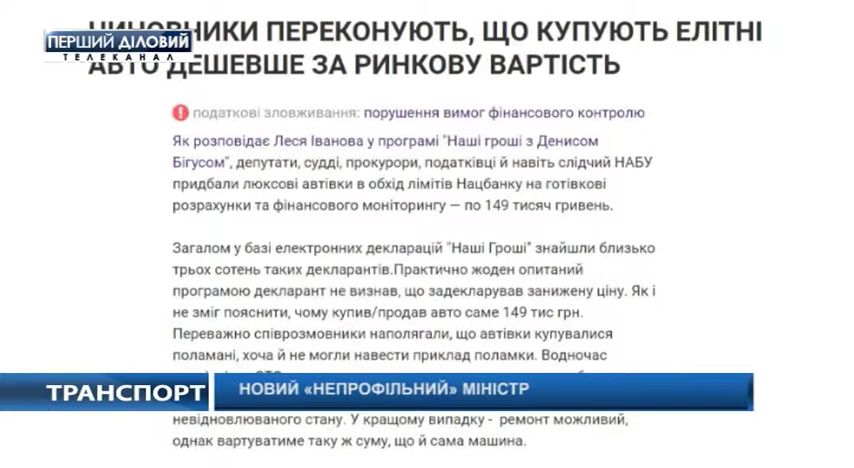 ЧИНОВНИКИ ПЕРЕКОНУЮТЬ, ЩО КУПУЮТЬ ЕЛІТНІ
АВТО ДЕШЕВШЕ ЗА РИНКОВУ ВАРТІСТЬ
ПЕРШИЙ ДІЛОВИЙ
ТЕЛЕКАНАЛ
податкові зловживання: порушення вимог фінансового контролю
Як розповідає Леся Іванова у програмі "Наші гроші з Денисом
Бігусом", депутати, судді, прокурори, податківці й навіть слідчий НАБУ
придбали люксові автівки в обхід лімітів Нацбанку на готівкові
розрахунки та фінансового моніторингу — по 149 тисяч гривень.
Загалом у базі електронних декларацій "Наші Гроші" знайшли близько
трьох сотень таких декларантів.Практично жоден опитаний
програмою декларант не визнав, що задекларував занижену ціну. Як і
не зміг пояснити, чому купив/продав авто саме 149 тис грн.
Переважно співрозмовники наполягали, що автівки купувалися
поламані, хоча й не могли навести приклад поламки. Водночас
ТРАНСПОРТ
НОВИЙ «НЕПРОФІЛЬНИЙ» МІНІСТР
невідновлюваного стану. У кращому випадку - ремонт можливий,
однак вартуватиме таку ж суму, що й сама машина.